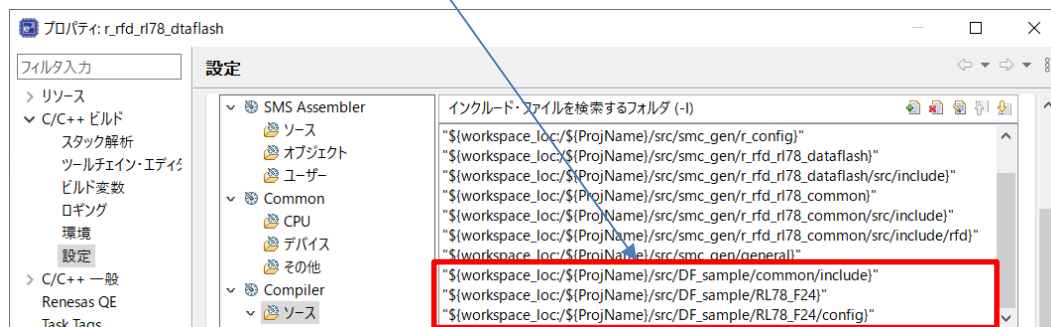 プロパティ: r_rfd_rl78_dtaflash
フィルタ入力
設定
リソース
C/C++ ビルド
スタック解析
ツールチェイン・エディタ
ビルド変数
ロギング
環境
設定
C/C++ 一般
Renesas QE
Task Tags
SMS Assembler
ソース
オブジェクト
ユーザー
Common
CPU
デバイス
その他
Compiler
ソース
インクルード・ファイルを検索するフォルダ (-I)
"${workspace_loc:/${ProjName}/src/smc_gen/r_config}"
"${workspace_loc:/${ProjName}/src/smc_gen/r_rfd_rl78_dataflash}"
"${workspace_loc:/${ProjName}/src/smc_gen/r_rfd_rl78_dataflash/src/include}"
"${workspace_loc:/${ProjName}/src/smc_gen/r_rfd_rl78_common}"
"${workspace_loc:/${ProjName}/src/smc_gen/r_rfd_rl78_common/src/include}"
"${workspace_loc:/${ProjName}/src/smc_gen/r_rfd_rl78_common/src/include/rfd}"
"${workspace_loc:/${ProjName}/src/smc_gen/general}"
"${workspace_loc:/${ProjName}/src/DF_sample/common/include}"
"${workspace_loc:/${ProjName}/src/DF_sample/RL78_F24}"
"${workspace_loc:/${ProjName}/src/DF_sample/RL78_F24/config}"